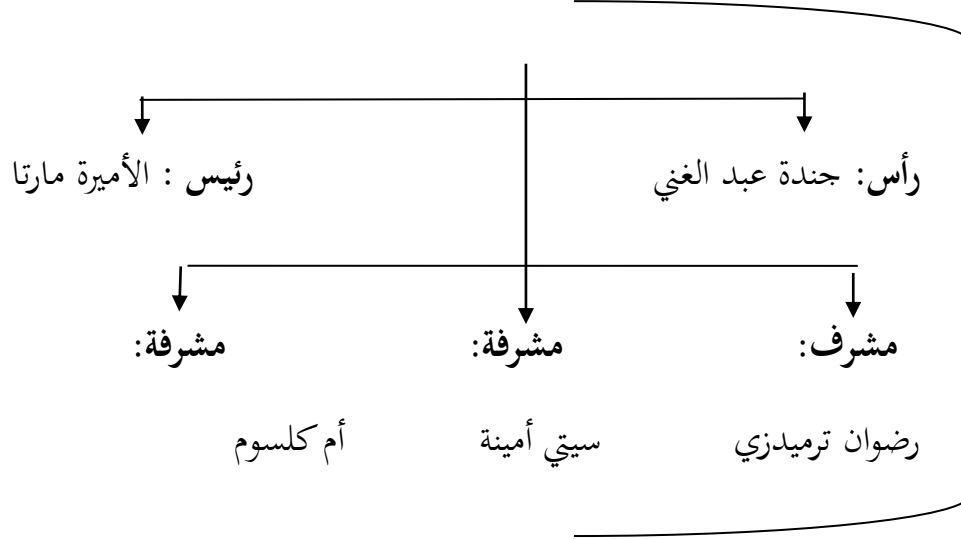 رأس: جندة عبد الغني رئيس : الأميرة مارتا
مشرف: مشرفة: مشرفة:
رضوان ترميدزي سيتي أمينة أم كلسوم